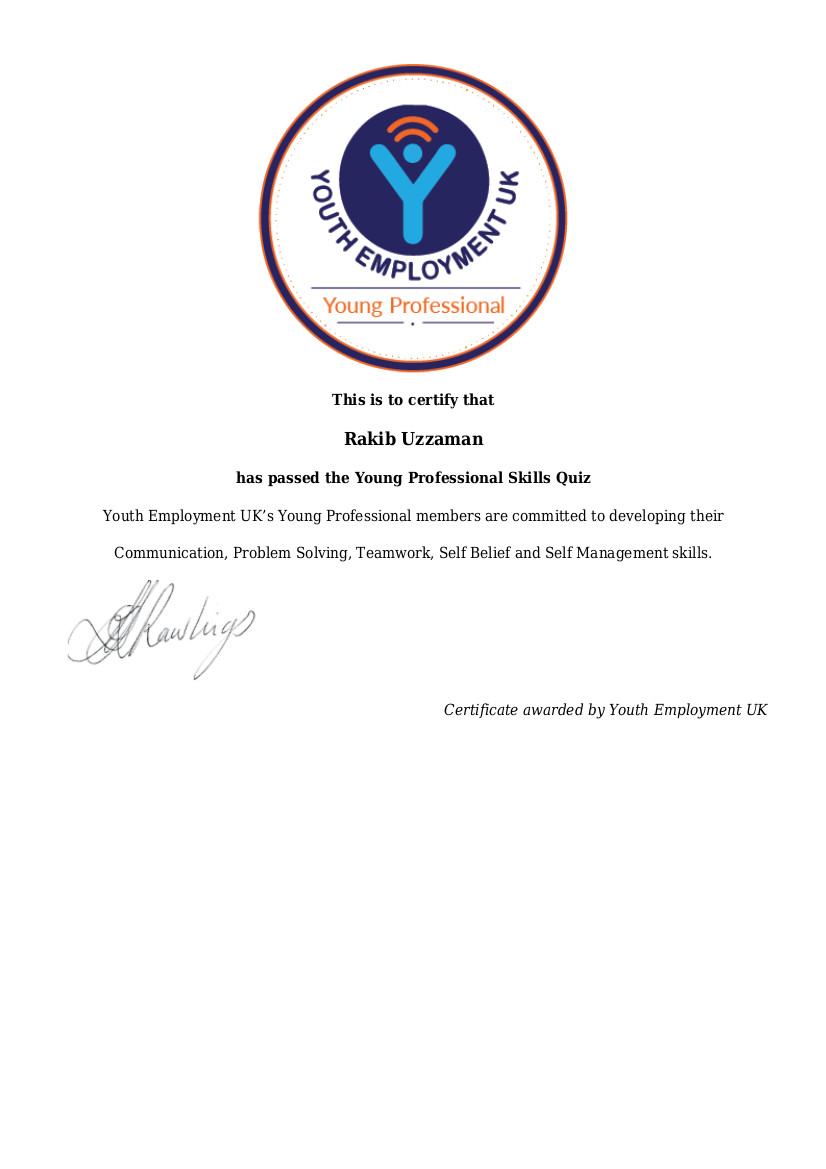 YOUTH EMPLOYMENT UK
Young Professional
This is to certify that
Rakib Uzzaman
has passed the Young Professional Skills Quiz
Youth Employment UK’s Young Professional members are committed to developing their
Communication, Problem Solving, Teamwork, Self Belief and Self Management skills.
Rawlings
Certificate awarded by Youth Employment UK